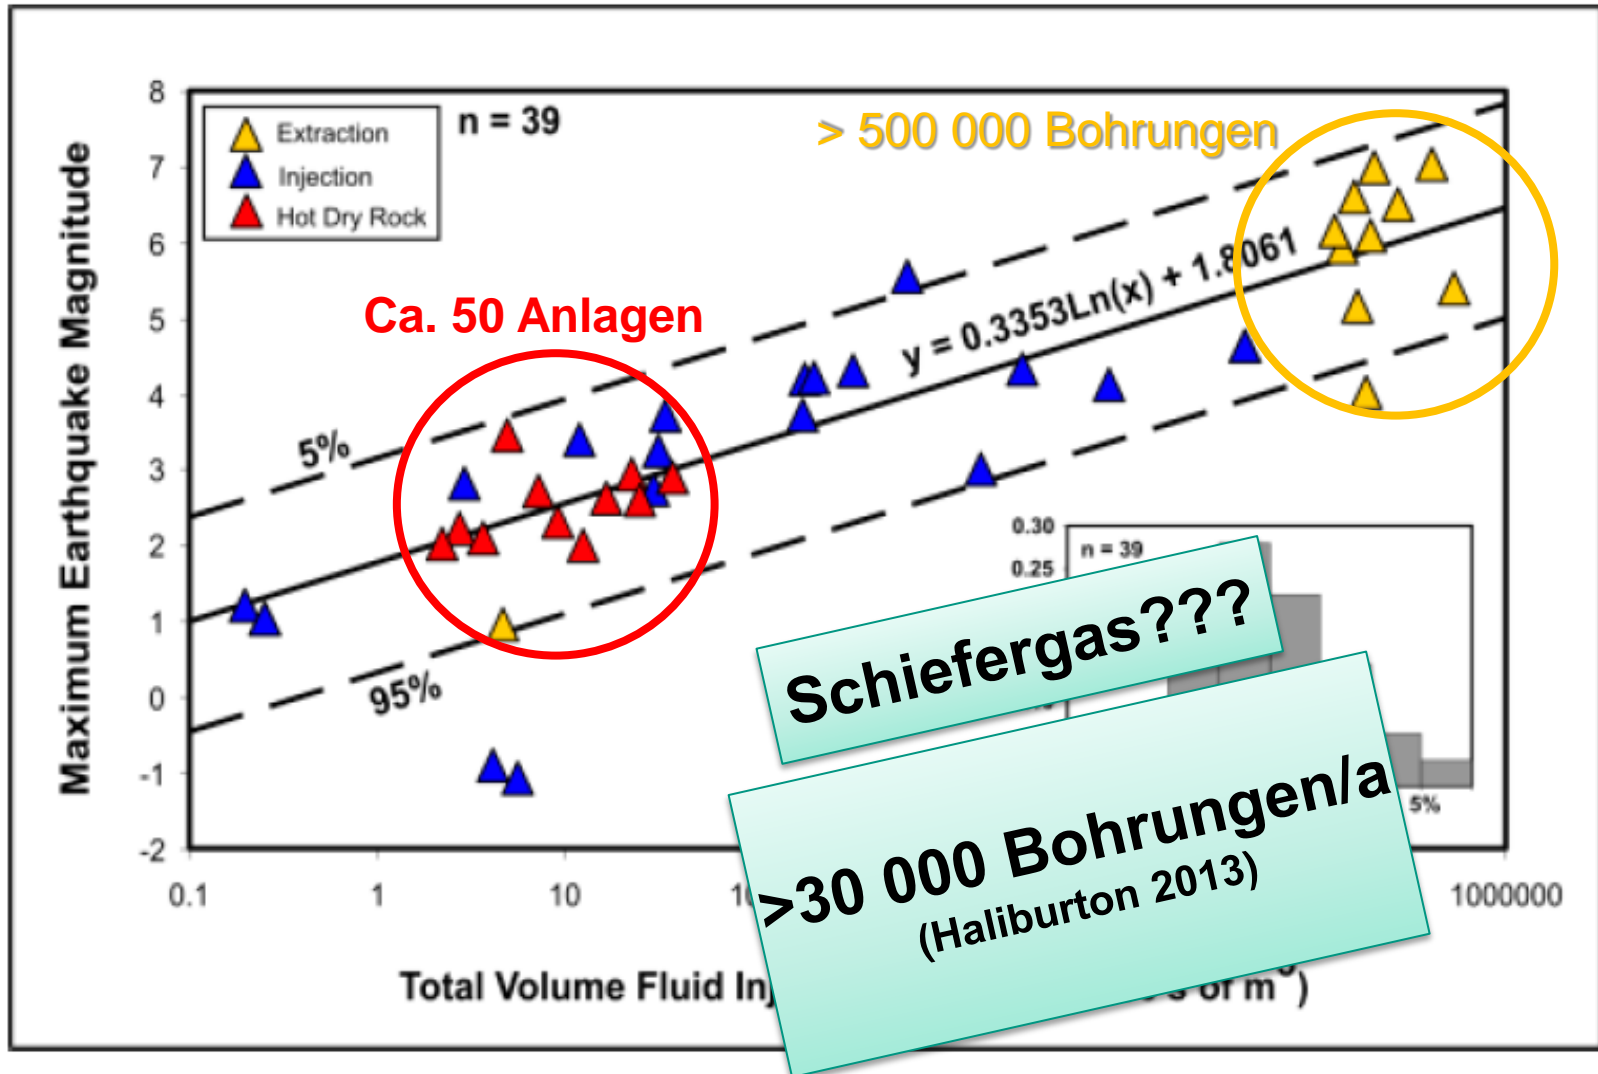 8
7
6
5
4
3
2
1
0
-1
-2
Maximum Earthquake Magnitude
Extraction
Injection
Hot Dry Rock
n = 39
> 500 000 Bohrungen
Ca. 50 Anlagen
y = 0.3353Ln(x) + 1.8061
5%
95%
0.30
n = 39
0.25
5%
Schiefergas???
>30 000 Bohrungen/a
(Haliburton 2013)
0.1 1 10 1000000
Total Volume Fluid of m³)